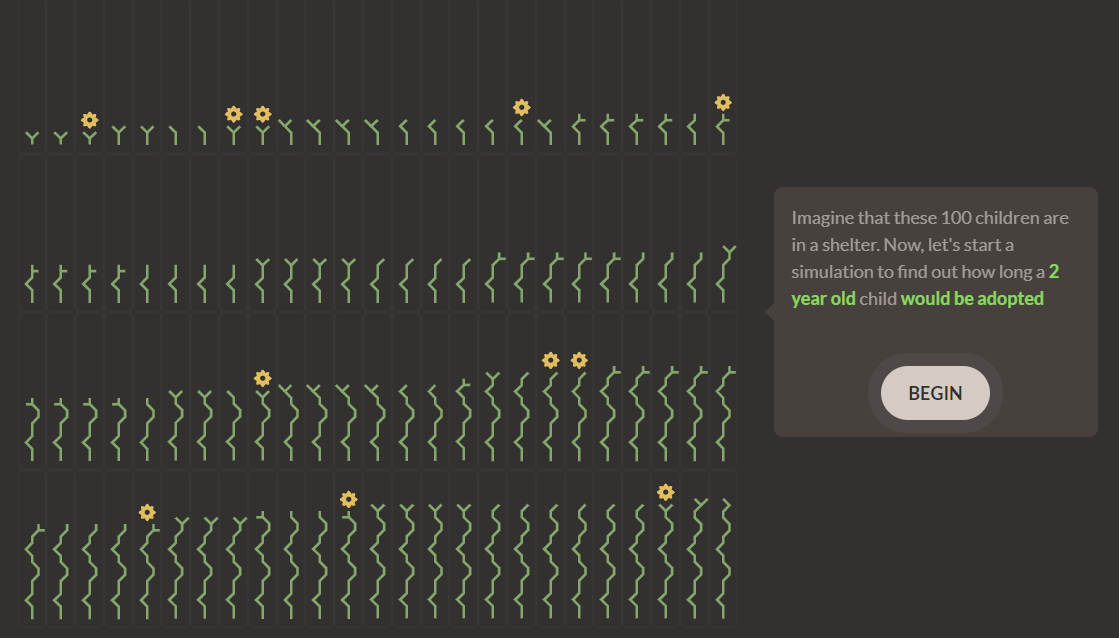 Imagine that these 100 children are
in a shelter. Now, let's start a
simulation to find out how long a 2
year old child would be adopted
BEGIN